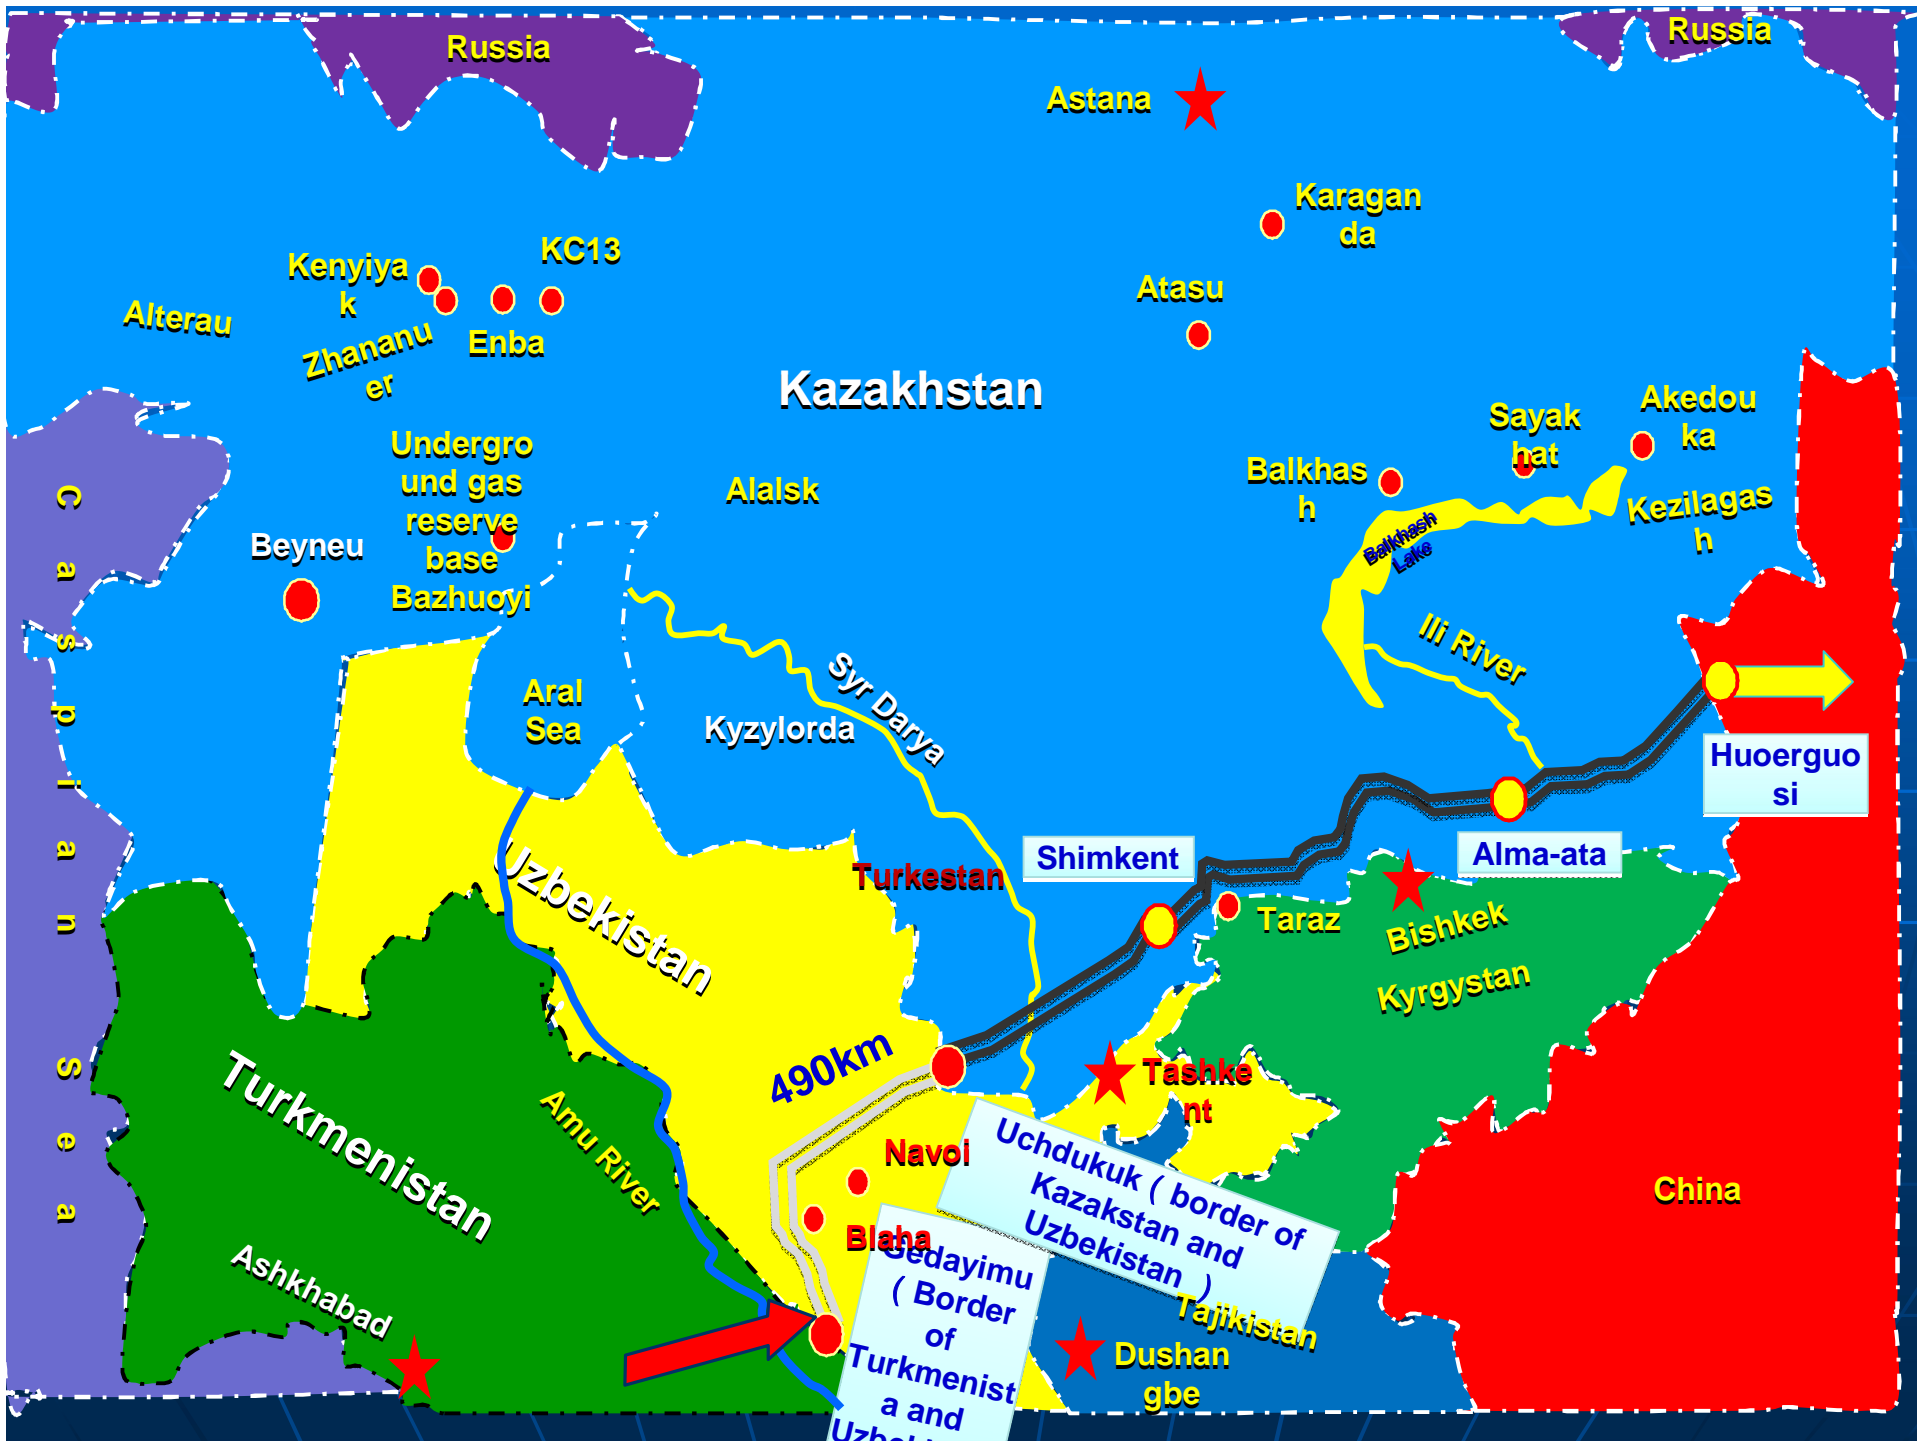 Russia
Russia
Astana
Karagan
da
KC13
Kenyiya
k
Atasu
Alterau
Zhananu
er
Enba
Kazakhstan
Akedou
ka
Sayak
hat
Undergro
und gas
reserve
base
Bazhuoyi
Balkhas
h
Alalsk
Kezilagas
h
Caspian Sea
Balkhash
Lake
Beyneu
Ili River
Aral
Sea
Syr Darya
Kyzylorda
Huoerguo
si
Shimkent
Alma-ata
Turkestan
Uzbekistan
Taraz
Bishkek
Kyrgystan
490km
Tashke
nt
Turkmenistan
Amu River
Navoi
Uchdukuk ( border of
Kazakstan and
Uzbekistan )
China
Blaha
Gedayimu
( Border
of
Turkmenist
a and
Ashkhabad
Tajikistan
Dushan
gbe